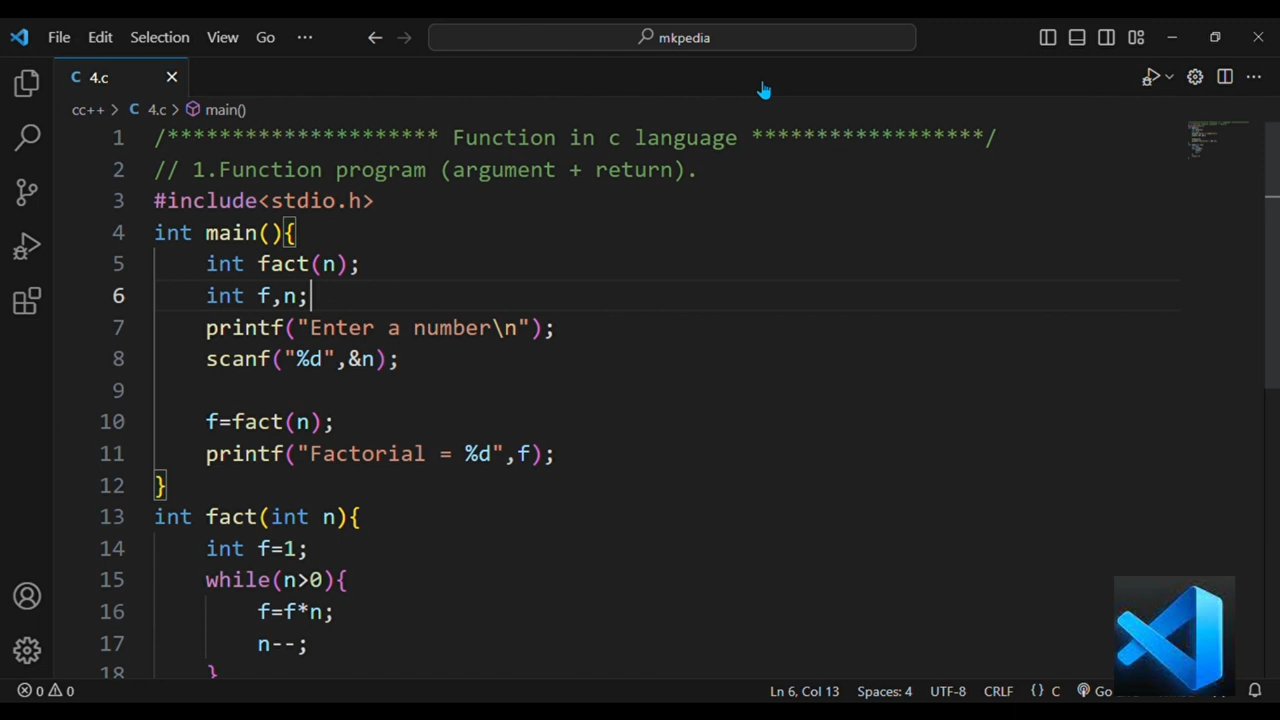 File Edit Selection View Go ··· mkpedia
4.c
cc++ > C 4.c > main()
1 /********************* Function in c language ******************/
2 // 1.Function program (argument + return).
3 #include<stdio.h>
4 int main(){
5 int fact(n);
6 int f,n;
7 printf("Enter a number\n");
8 scanf("%d",&n);
9
10 f=fact(n);
11 printf("Factorial = %d",f);
12 }
13 int fact(int n){
14 int f=1;
15 while(n>0){
16 f=f*n;
17 n--;
18 }
0 0 Ln 6, Col 13 Spaces: 4 UTF-8 CRLF {} C Go